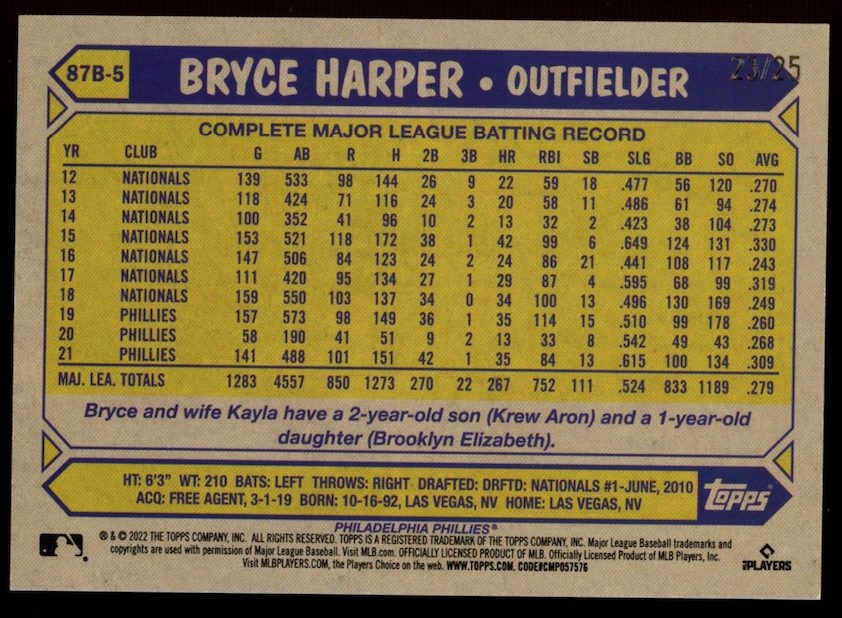 87B-5 BRYCE HARPER • OUTFIELDER 23/25
COMPLETE MAJOR LEAGUE BATTING RECORD
YR CLUB G AB R H 2B 3B HR RBI SB SLG BB SO AVG
12 NATIONALS 139 533 98 144 26 9 22 59 18 .477 56 120 .270
13 NATIONALS 118 424 71 116 24 3 20 58 11 .486 61 94 .274
14 NATIONALS 100 352 41 96 10 2 13 32 2 .423 38 104 .273
15 NATIONALS 153 521 118 172 38 1 42 99 6 .649 124 131 .330
16 NATIONALS 147 506 84 123 24 2 24 86 21 .441 108 117 .243
17 NATIONALS 111 420 95 134 27 1 29 87 4 .595 68 99 .319
18 NATIONALS 159 550 103 137 34 0 34 100 13 .496 130 169 .249
19 PHILLIES 157 573 98 149 36 1 35 114 15 .510 99 178 .260
20 PHILLIES 58 190 41 51 9 2 13 33 8 .542 49 43 .268
21 PHILLIES 141 488 101 151 42 1 35 84 13 .615 100 134 .309
MAJ. LEA. TOTALS 1283 4557 850 1273 270 22 267 752 111 .524 833 1189 .279
Bryce and wife Kayla have a 2-year-old son (Krew Aron) and a 1-year-old
daughter (Brooklyn Elizabeth).
HT: 6'3" WT: 210 BATS: LEFT THROWS: RIGHT DRAFTED: DRFTD: NATIONALS #1-JUNE, 2010
ACQ: FREE AGENT, 3-1-19 BORN: 10-16-92, LAS VEGAS, NV HOME: LAS VEGAS, NV
TOPPS®
PHILADELPHIA PHILLIES®
® & © 2022 THE TOPPS COMPANY, INC. ALL RIGHTS RESERVED. TOPPS IS A REGISTERED TRADEMARK OF THE TOPPS COMPANY, INC. Major League Baseball trademarks and
copyrights are used with permission of Major League Baseball. Visit MLB.com. OFFICIALLY LICENSED PRODUCT OF MLB. Officially Licensed Product of MLB Players, Inc.
Visit MLBPLAYERS.COM, the Players Choice on the web. WWW.TOPPS.COM. CODE#CMP057576
MLBPLAYERS